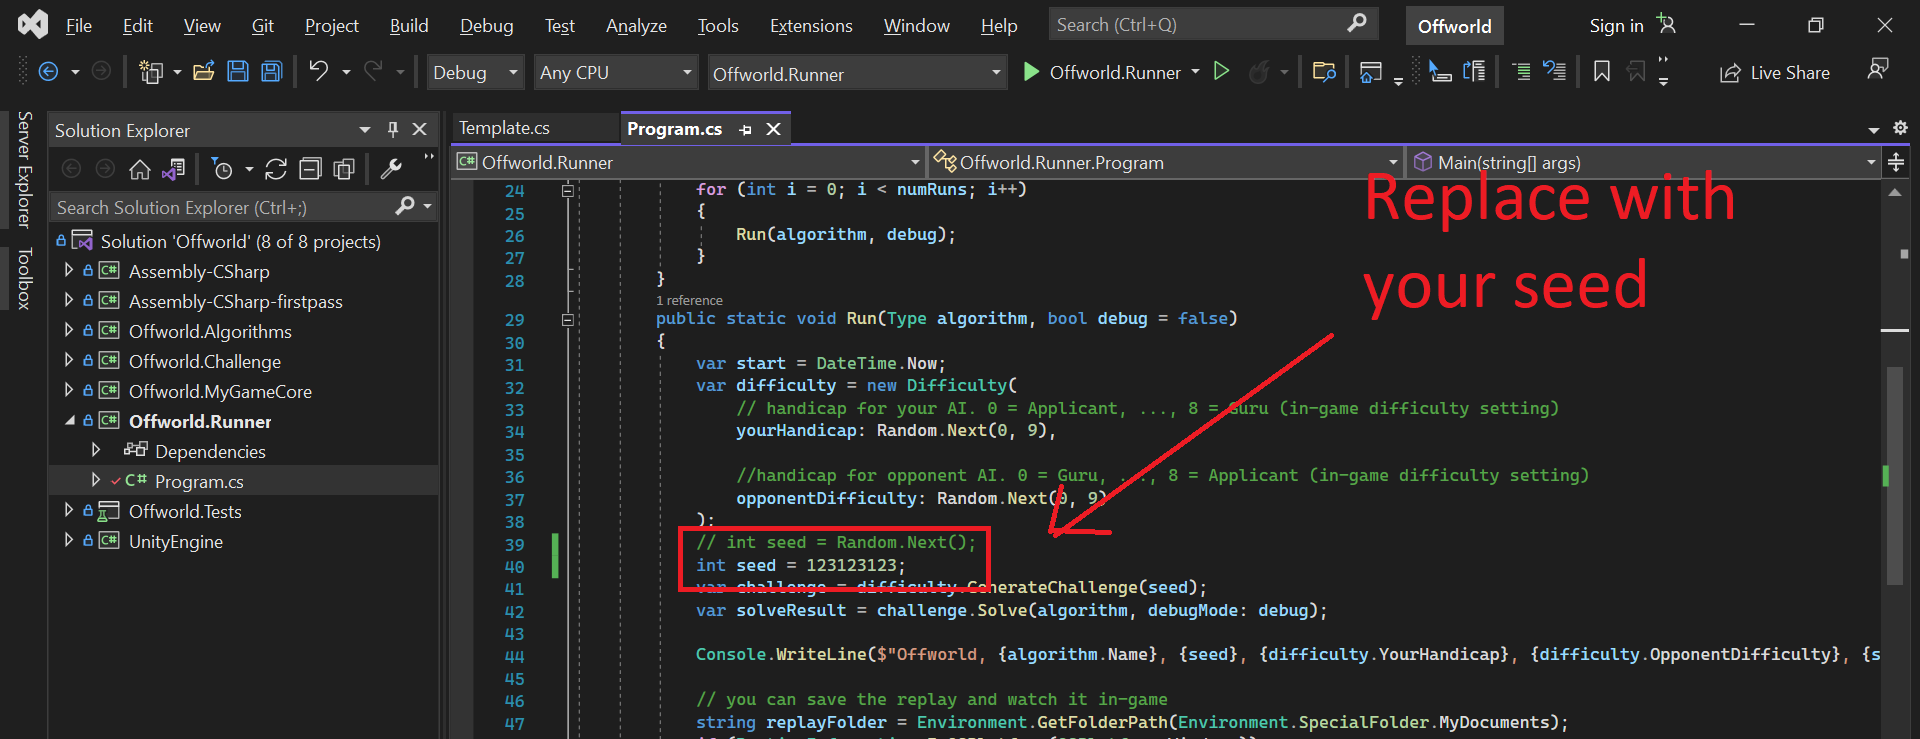 File Edit View Git Project Build Debug Test Analyze Tools Extensions Window Help Search (Ctrl+Q) Offworld Sign in
Debug Any CPU Offworld.Runner Offworld.Runner Live Share
Server Explorer
Toolbox
Solution Explorer
Search Solution Explorer (Ctrl+;)
Solution 'Offworld' (8 of 8 projects)
C# Assembly-CSharp
C# Assembly-CSharp-firstpass
C# Offworld.Algorithms
C# Offworld.Challenge
C# Offworld.MyGameCore
C# Offworld.Runner
Dependencies
C# Program.cs
Offworld.Tests
C# UnityEngine
Template.cs Program.cs
C# Offworld.Runner Offworld.Runner.Program Main(string[] args)
24 for (int i = 0; i < numRuns; i++)
25 {
26 Run(algorithm, debug);
27 }
28 }
1 reference
29 public static void Run(Type algorithm, bool debug = false)
30 {
31 var start = DateTime.Now;
32 var difficulty = new Difficulty(
33 // handicap for your AI. 0 = Applicant, ..., 8 = Guru (in-game difficulty setting)
34 yourHandicap: Random.Next(0, 9),
35
36 //handicap for opponent AI. 0 = Guru, ..., 8 = Applicant (in-game difficulty setting)
37 opponentDifficulty: Random.Next(0, 9)
38 );
39 // int seed = Random.Next();
40 int seed = 123123123;
41 var challenge = difficulty.GenerateChallenge(seed);
42 var solveResult = challenge.Solve(algorithm, debugMode: debug);
43
44 Console.WriteLine($"Offworld, {algorithm.Name}, {seed}, {difficulty.YourHandicap}, {difficulty.OpponentDifficulty}, {s
45
46 // you can save the replay and watch it in-game
47 string replayFolder = Environment.GetFolderPath(Environment.SpecialFolder.MyDocuments);
Replace with
your seed